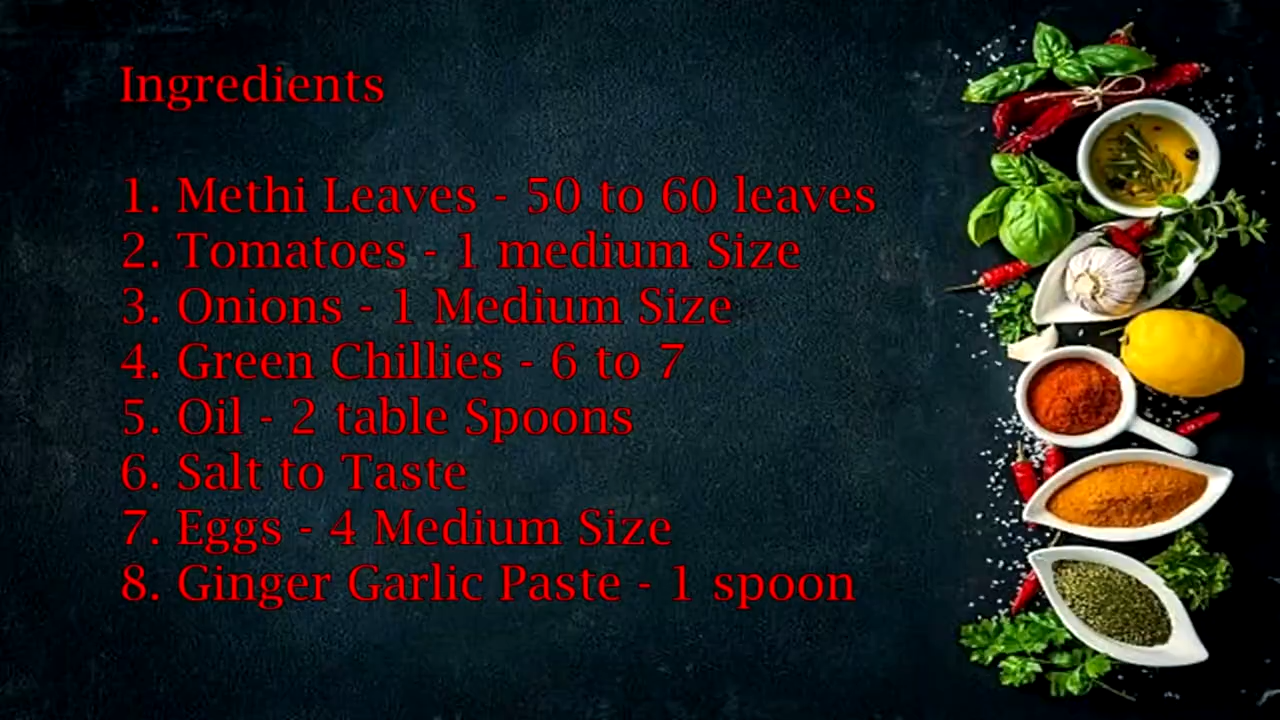 Ingredients
1. Methi Leaves - 50 to 60 leaves
2. Tomatoes - 1 medium Size
3. Onions - 1 Medium Size
4. Green Chillies - 6 to 7
5. Oil - 2 table Spoons
6. Salt to Taste
7. Eggs - 4 Medium Size
8. Ginger Garlic Paste - 1 spoon